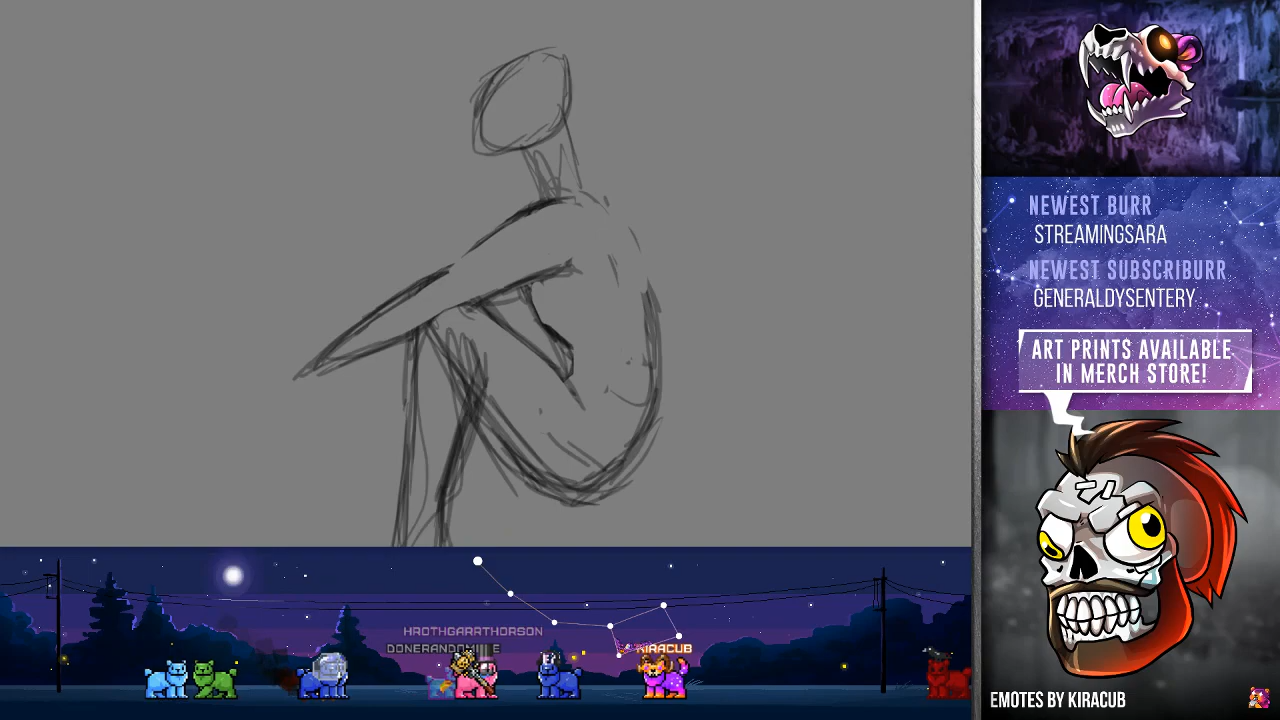 NEWEST BURR
STREAMINGSARA
NEWEST SUBSCRIBURR
GENERALDYSENTERY
ART PRINTS AVAILABLE
IN MERCH STORE!
HROTHGARATHORSON
KIRACUB
EMOTES BY KIRACUB